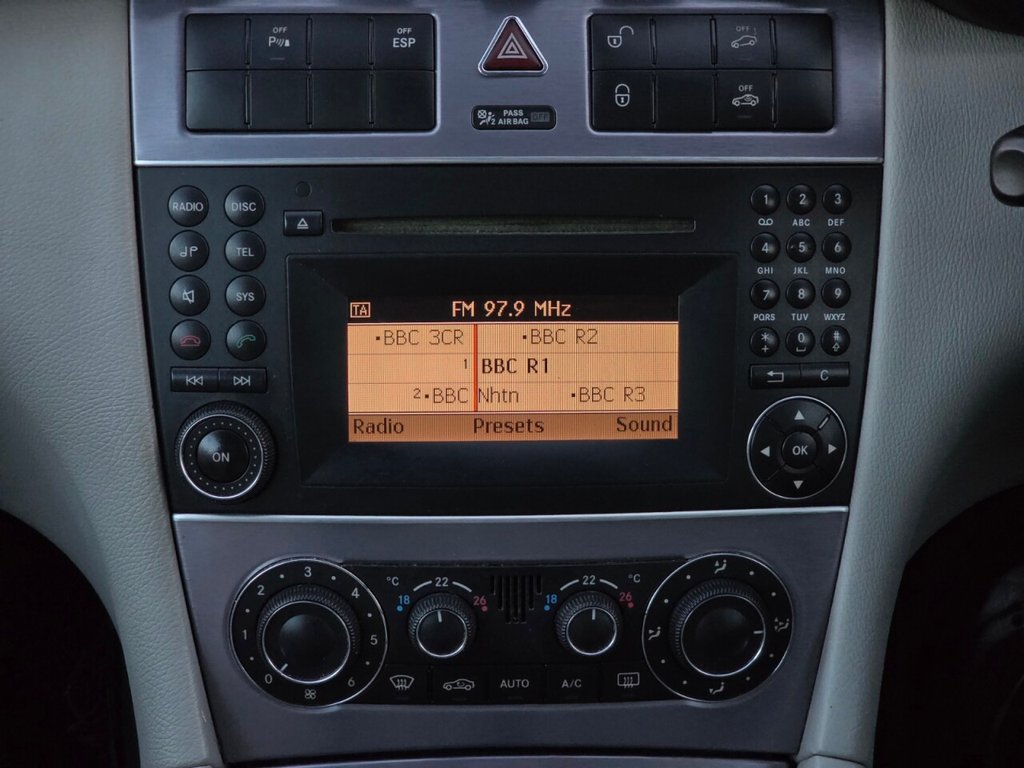 OFF
OFF
P
ESP
OFF
OFF
PASS
2 AIR BAG OFF
RADIO DISC
TEL
SYS
1 2 3
ABC DEF
4 5 6
GHI JKL MNO
7 8 9
PQRS TUV WXYZ
* 0 #
C
TA FM 97.9 MHz
•BBC 3CR •BBC R2
1 BBC R1
2•BBC Nhtn •BBC R3
Radio Presets Sound
ON
OK
0 1 2 3 4 5 6
°C 22
18 26
22 °C
18 26
AUTO A/C